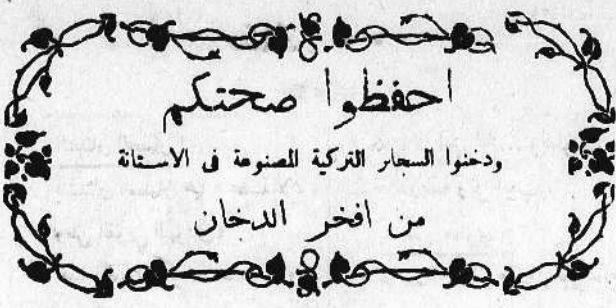 احفظوا صحتكم
ودخنوا السجاير التركية المصنوعة فى الاستانة
من افخر الدخان